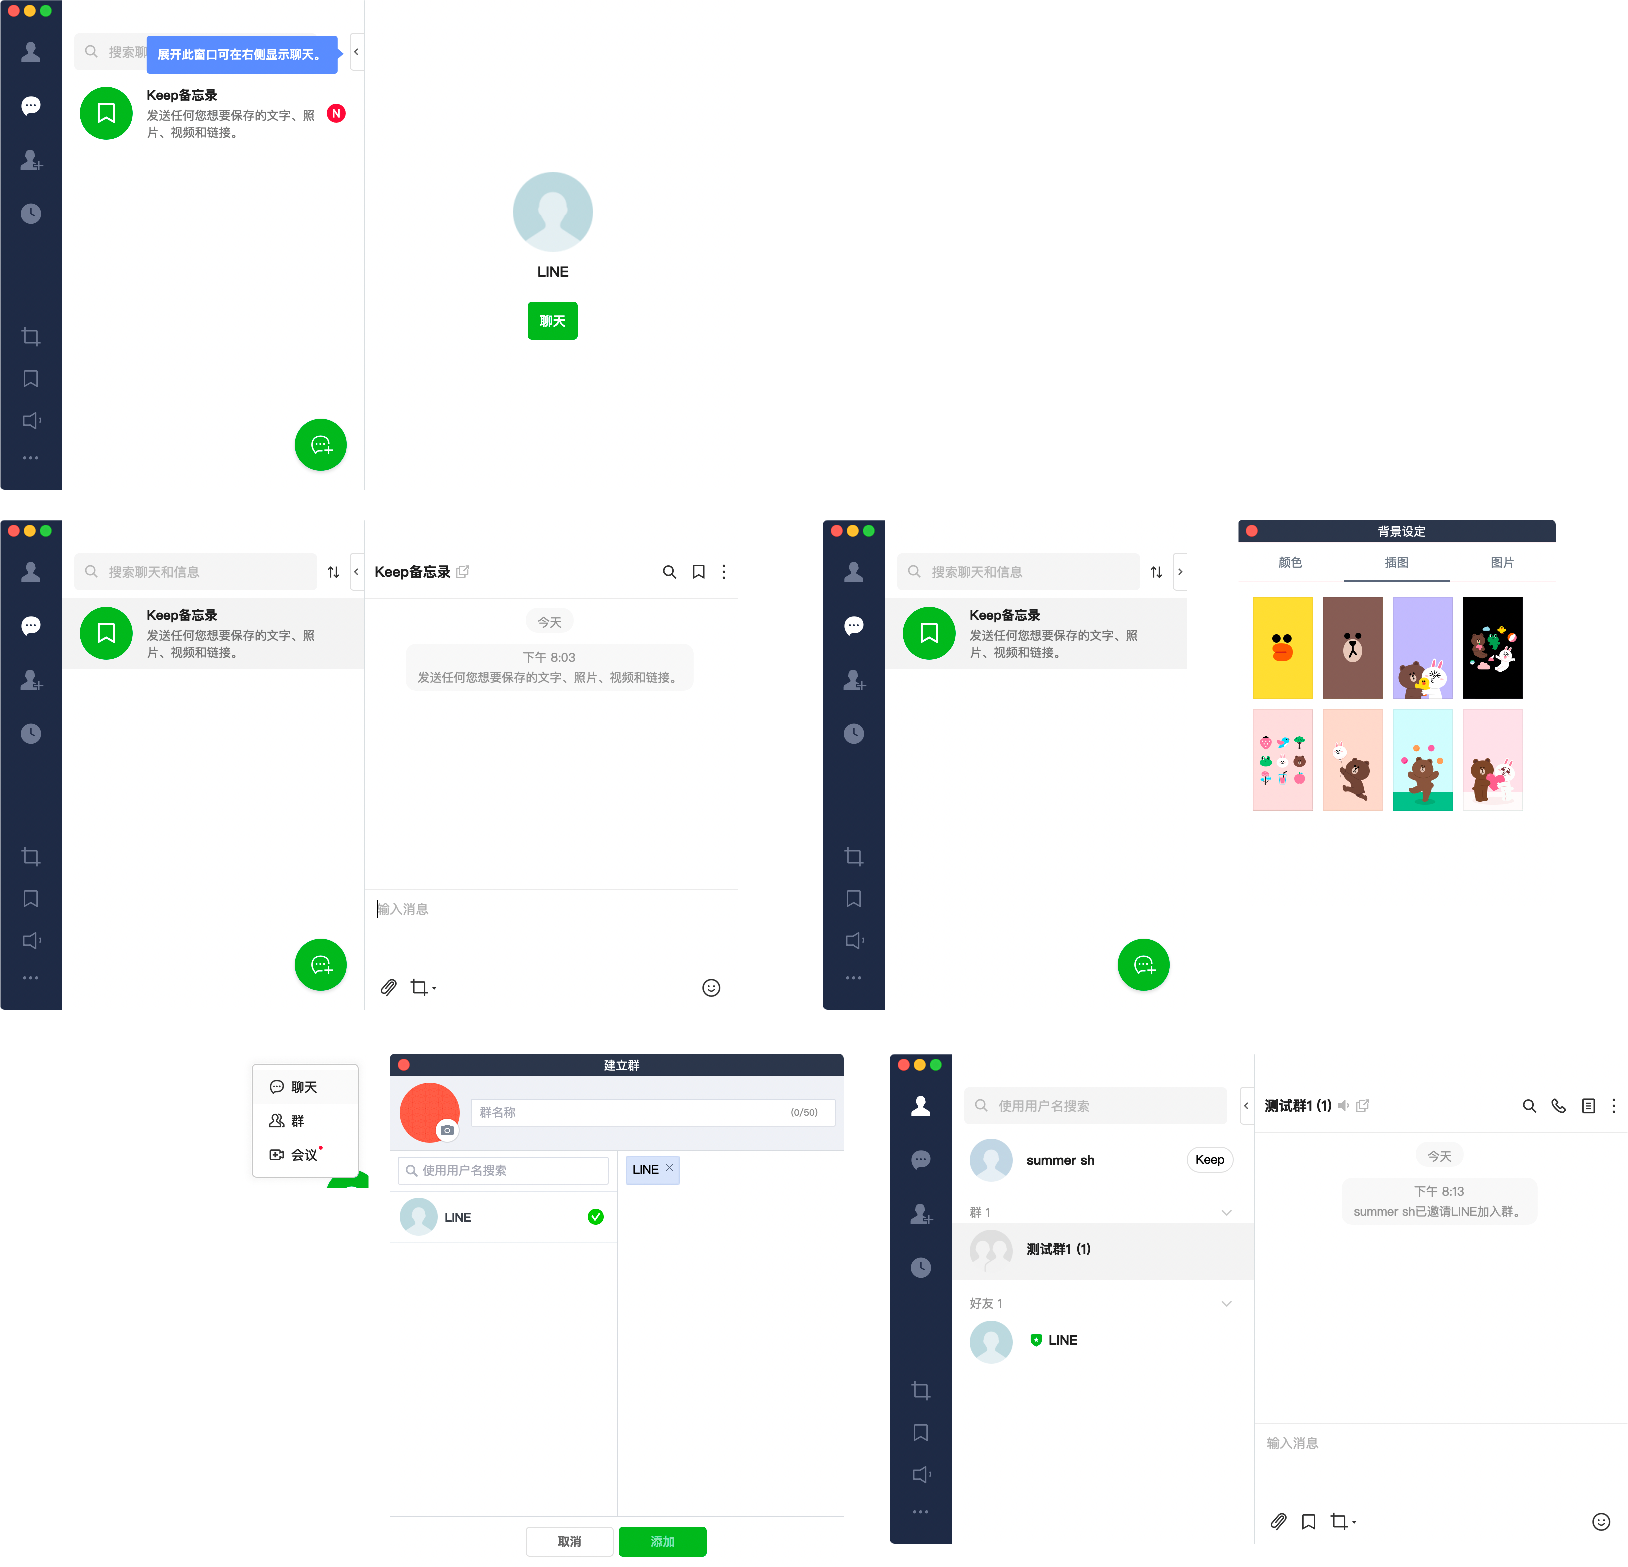 搜索聊
展开此窗口可在右侧显示聊天。
Keep备忘录
发送任何您想要保存的文字、照
片、视频和链接。
N
LINE
聊天
搜索聊天和信息
Keep备忘录
发送任何您想要保存的文字、照
片、视频和链接。
Keep备忘录
今天
下午 8:03
发送任何您想要保存的文字、照片、视频和链接。
输入消息
搜索聊天和信息
Keep备忘录
发送任何您想要保存的文字、照
片、视频和链接。
背景设定
颜色
插图
图片
聊天
群
会议
建立群
群名称
(0/50)
使用用户名搜索
LINE
LINE
取消
添加
使用用户名搜索
summer sh
Keep
群 1
测试群1 (1)
好友 1
LINE
测试群1 (1)
今天
下午 8:13
summer sh已邀请LINE加入群。
输入消息